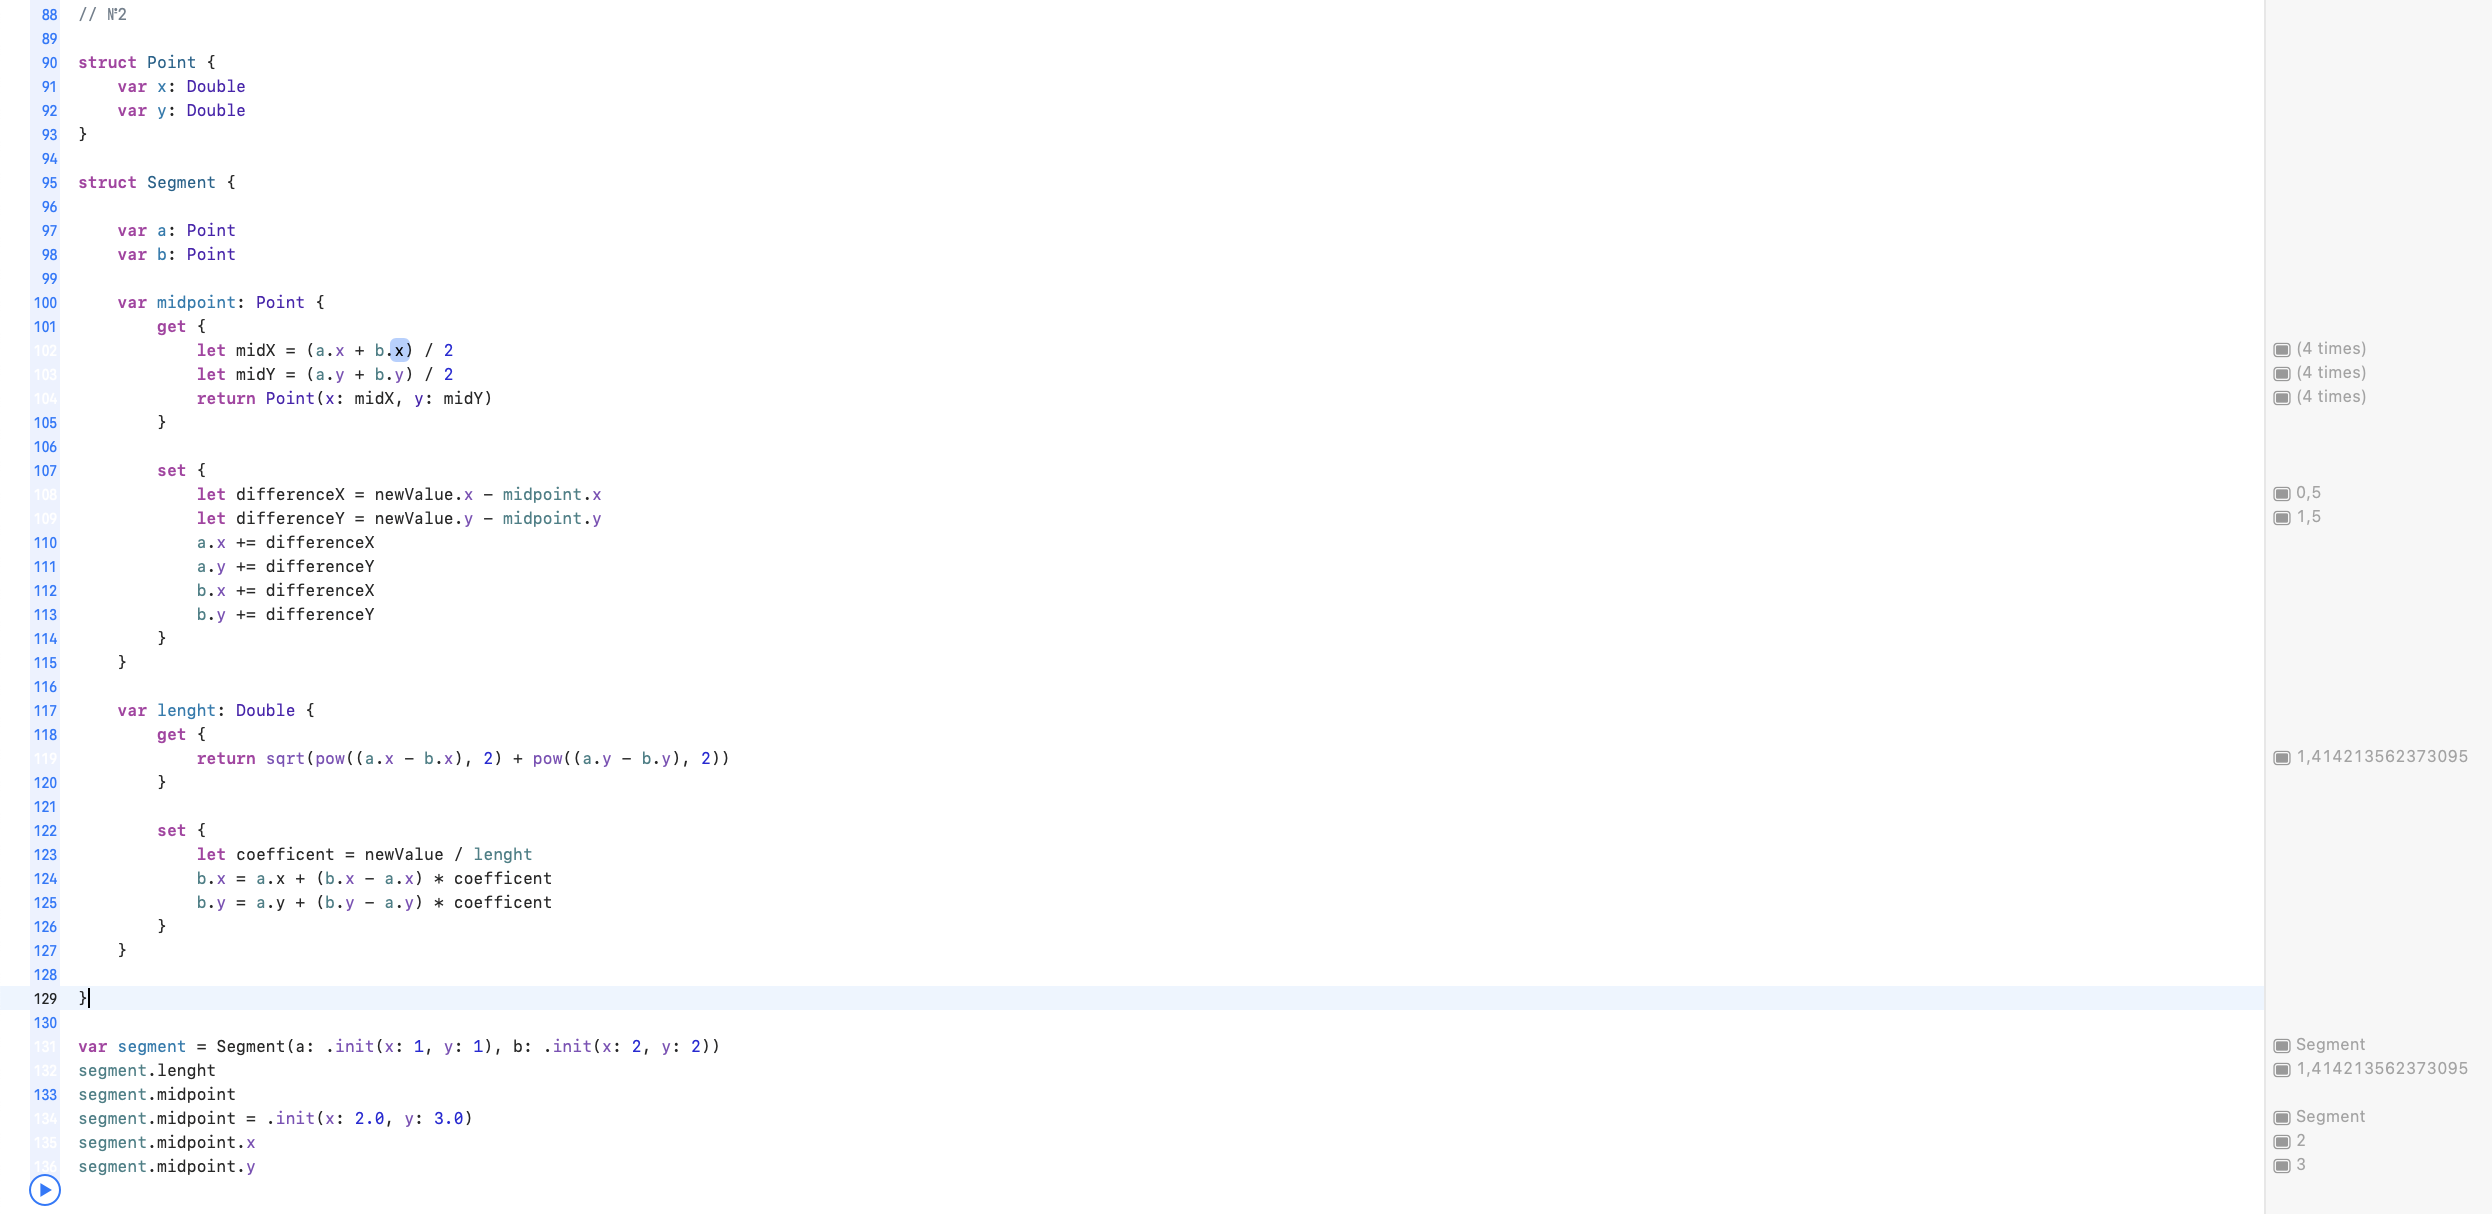 88 // №2
89
90 struct Point {
91 var x: Double
92 var y: Double
93 }
94
95 struct Segment {
96
97 var a: Point
98 var b: Point
99
100 var midpoint: Point {
101 get {
102 let midX = (a.x + b.x) / 2 (4 times)
103 let midY = (a.y + b.y) / 2 (4 times)
104 return Point(x: midX, y: midY) (4 times)
105 }
106
107 set {
108 let differenceX = newValue.x - midpoint.x 0,5
109 let differenceY = newValue.y - midpoint.y 1,5
110 a.x += differenceX
111 a.y += differenceY
112 b.x += differenceX
113 b.y += differenceY
114 }
115 }
116
117 var lenght: Double {
118 get {
119 return sqrt(pow((a.x - b.x), 2) + pow((a.y - b.y), 2)) 1,414213562373095
120 }
121
122 set {
123 let coefficent = newValue / lenght
124 b.x = a.x + (b.x - a.x) * coefficent
125 b.y = a.y + (b.y - a.y) * coefficent
126 }
127 }
128
129 }
130
131 var segment = Segment(a: .init(x: 1, y: 1), b: .init(x: 2, y: 2)) Segment
132 segment.lenght 1,414213562373095
133 segment.midpoint
134 segment.midpoint = .init(x: 2.0, y: 3.0) Segment
135 segment.midpoint.x 2
136 segment.midpoint.y 3